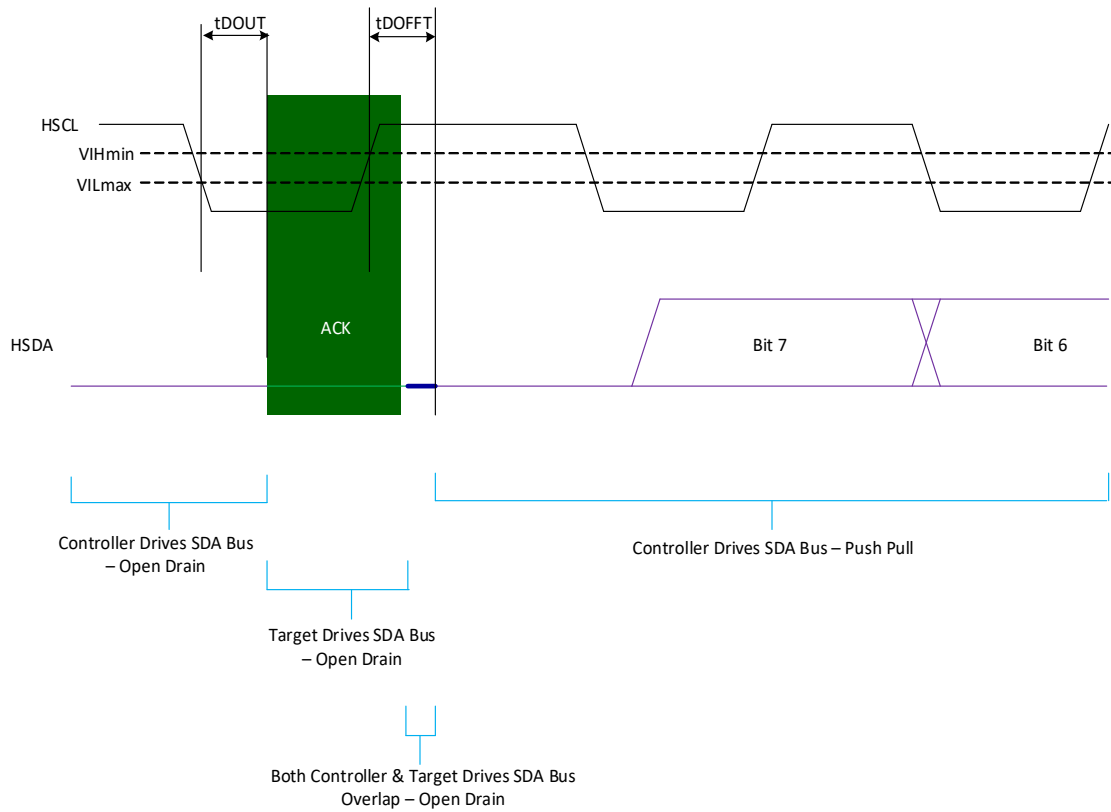 tDOUT
tDOFFT
HSCL
VIHmin
VILmax
ACK
HSDA
Bit 7
Bit 6
Controller Drives SDA Bus
– Open Drain
Controller Drives SDA Bus – Push Pull
Target Drives SDA Bus
– Open Drain
Both Controller & Target Drives SDA Bus
Overlap – Open Drain